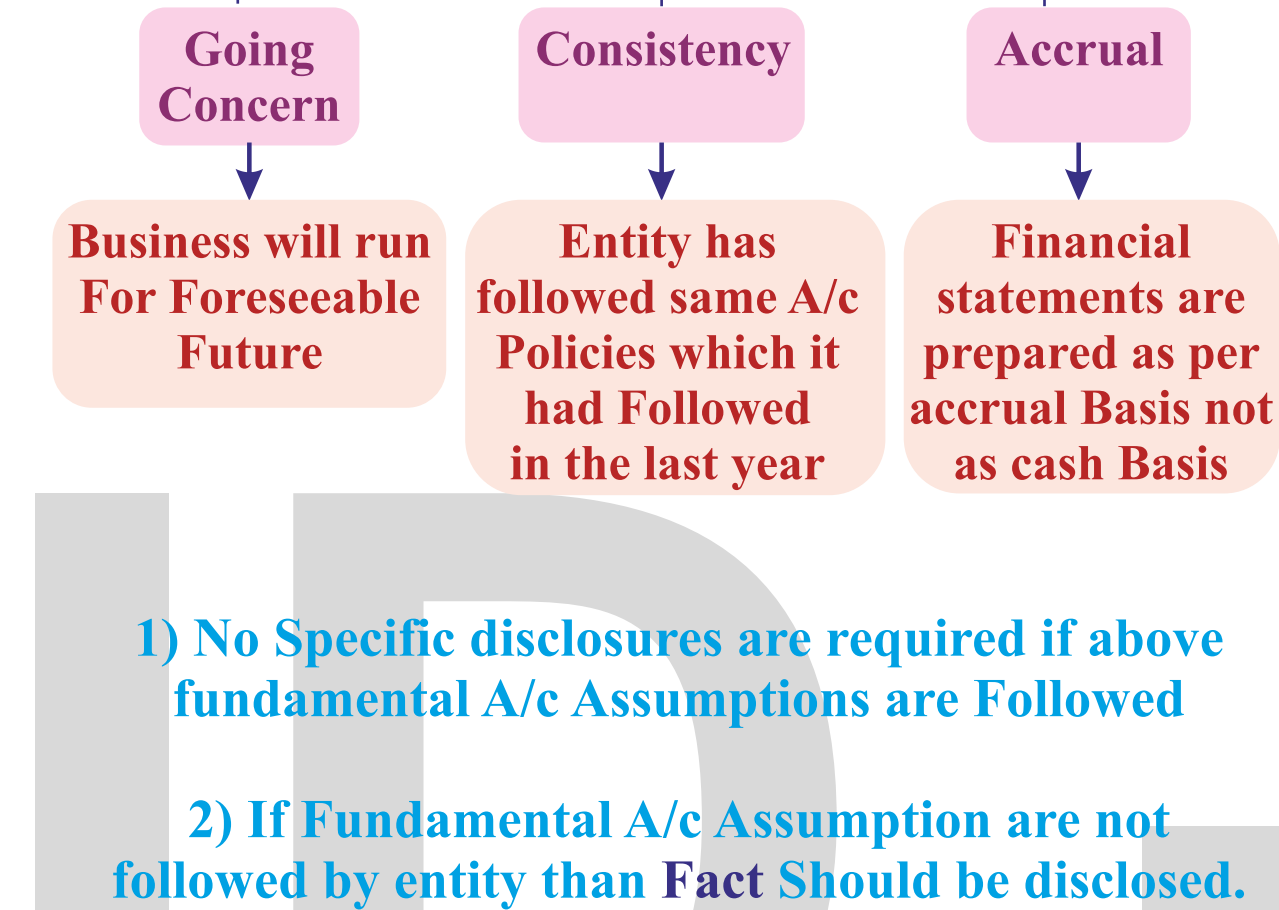 Going
Concern
Consistency
Accrual
Business will run
For Foreseeable
Future
Entity has
followed same A/c
Policies which it
had Followed
in the last year
Financial
statements are
prepared as per
accrual Basis not
as cash Basis
1) No Specific disclosures are required if above
fundamental A/c Assumptions are Followed
2) If Fundamental A/c Assumption are not
followed by entity than Fact Should be disclosed.